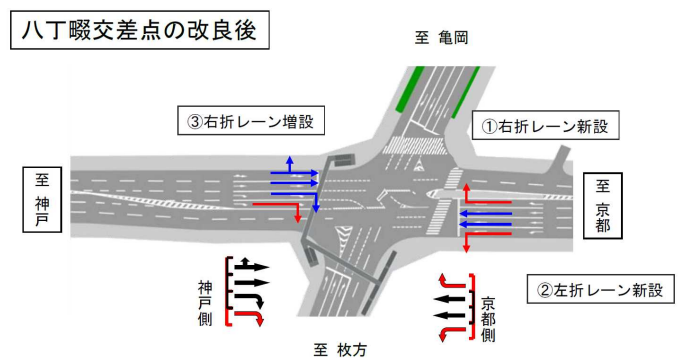 八丁畷交差点の改良後
至 亀岡
③右折レーン増設
①右折レーン新設
至 神戸
至 京都
②左折レーン新設
神戸側
京都側
至 枚方